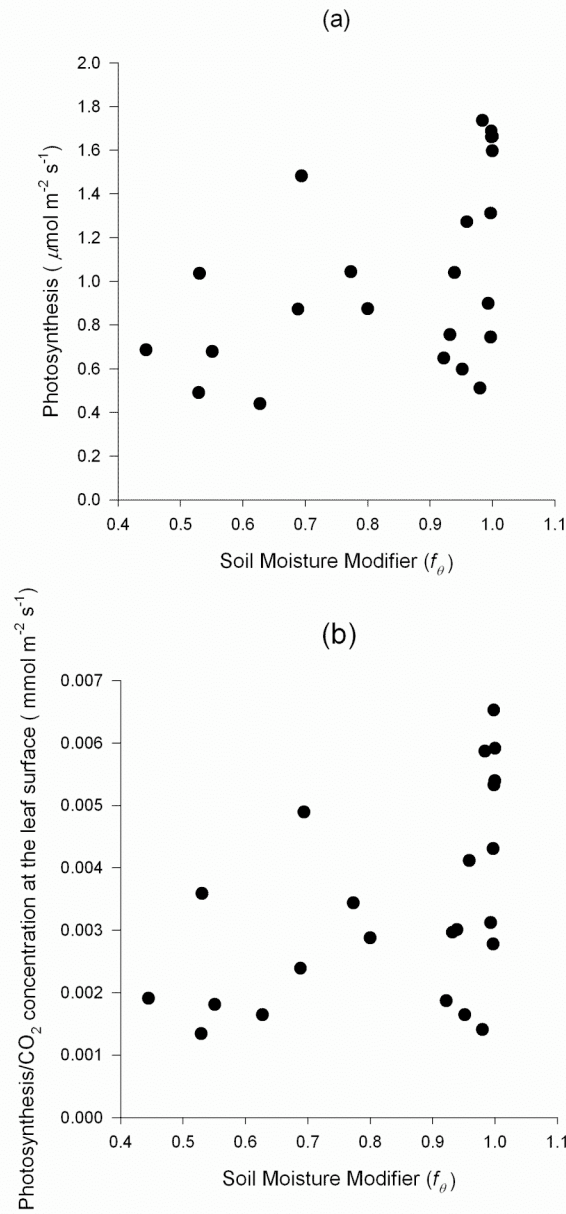 (a)
Photosynthesis ( μmol m⁻² s⁻¹)
2.0
1.8
1.6
1.4
1.2
1.0
0.8
0.6
0.4
0.2
0.0
0.4 0.5 0.6 0.7 0.8 0.9 1.0 1.1
Soil Moisture Modifier (f_θ)
(b)
Photosynthesis/CO₂ concentration at the leaf surface ( mmol m⁻² s⁻¹)
0.007
0.006
0.005
0.004
0.003
0.002
0.001
0.000
0.4 0.5 0.6 0.7 0.8 0.9 1.0 1.1
Soil Moisture Modifier (f_θ)